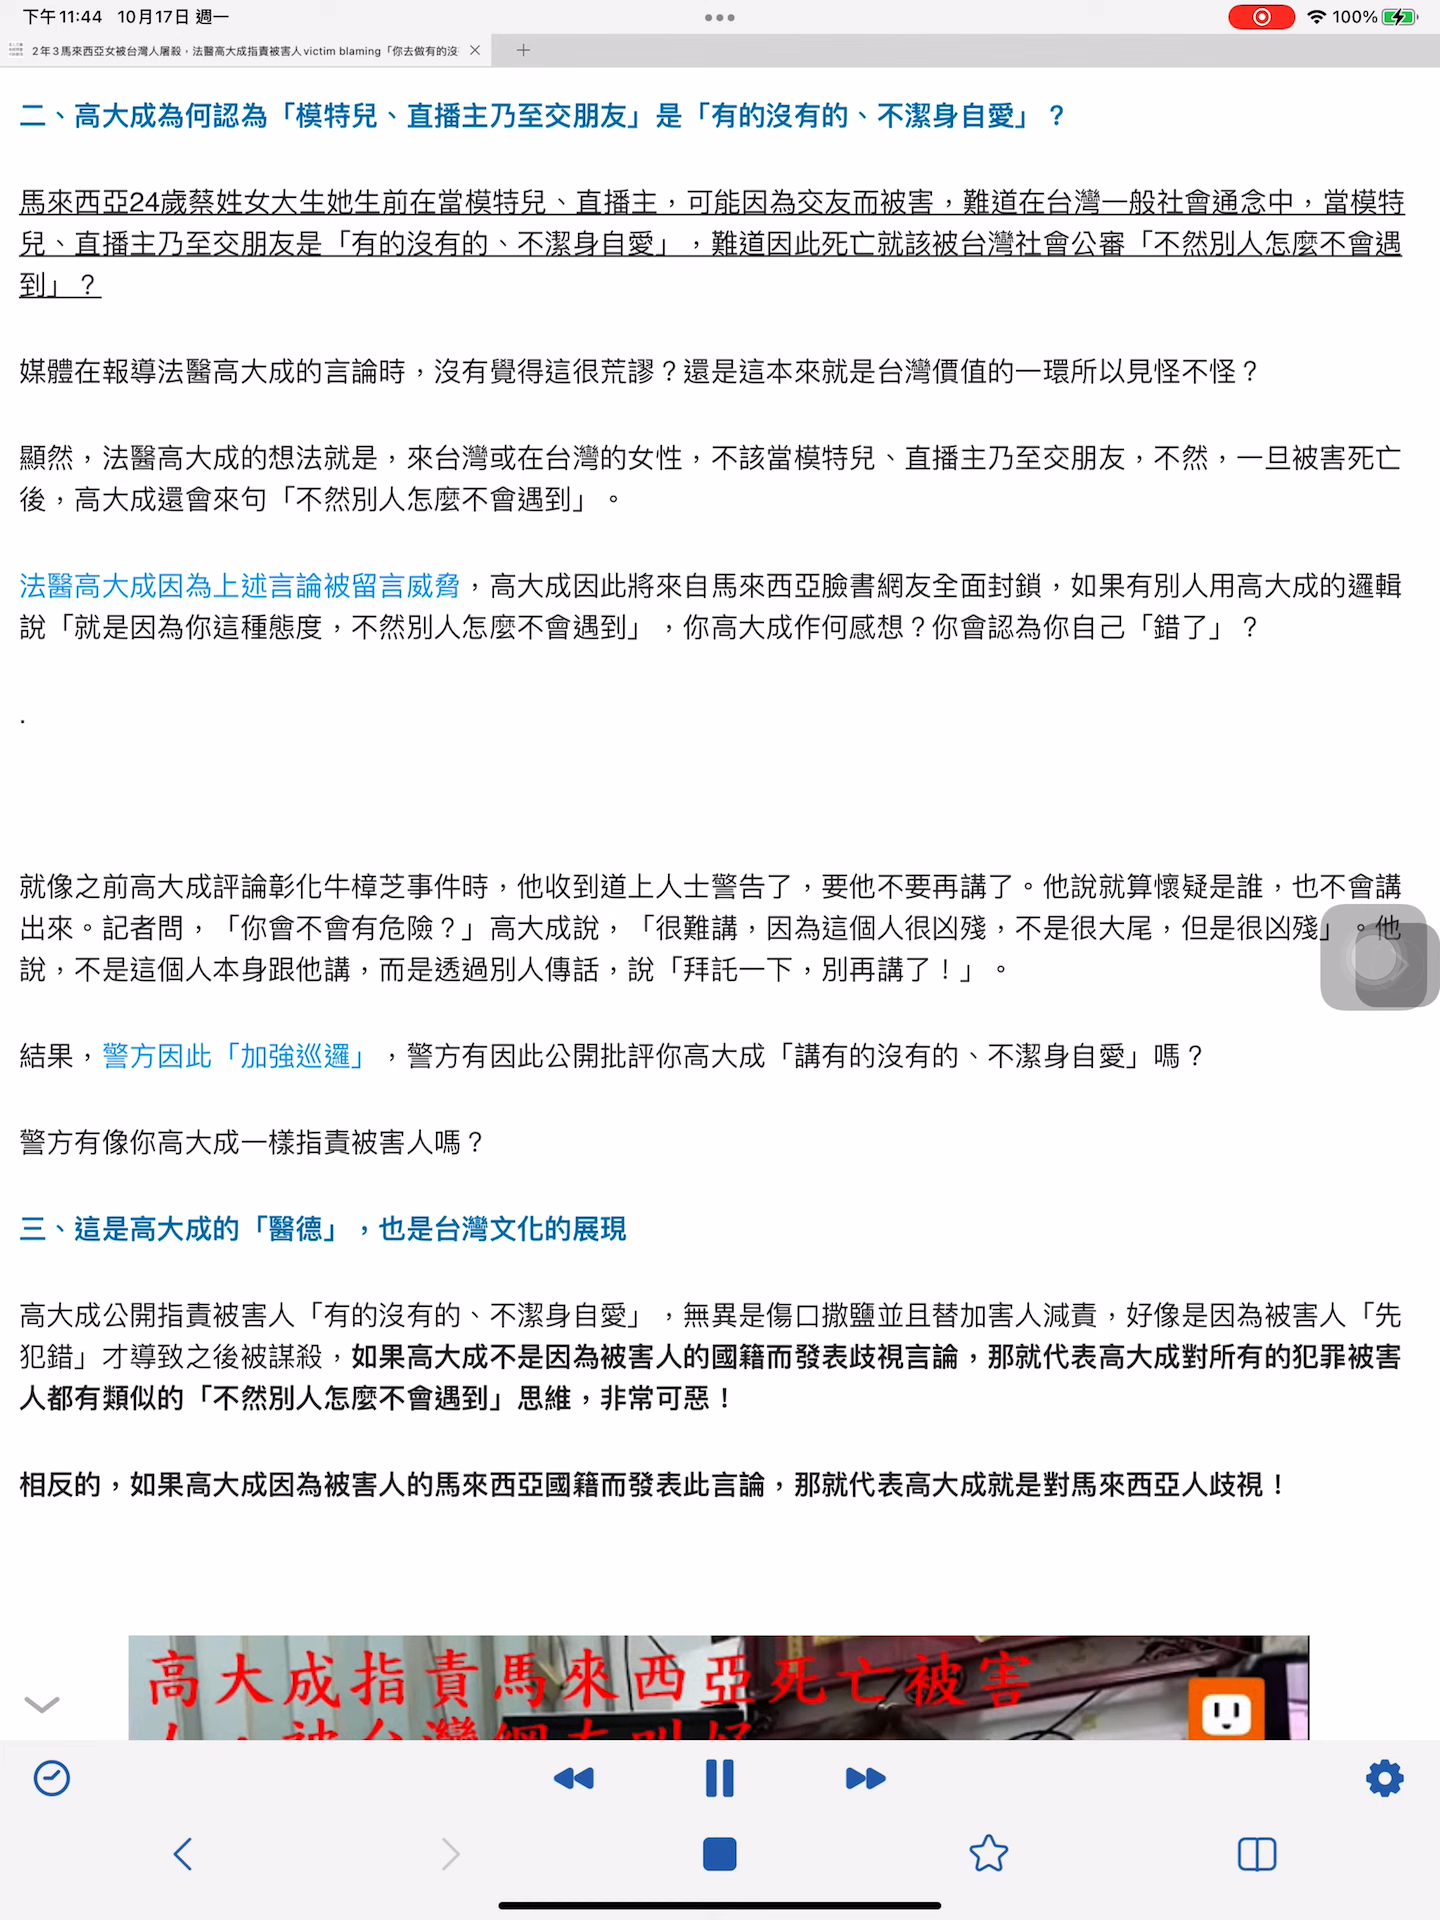 下午11:44 10月17日 週一
100%
2年3馬來西亞女被台灣人屠殺，法醫高大成指責被害人victim blaming「你去做有的沒
二、高大成為何認為「模特兒、直播主乃至交朋友」是「有的沒有的、不潔身自愛」？
馬來西亞24歲蔡姓女大生她生前在當模特兒、直播主，可能因為交友而被害，難道在台灣一般社會通念中，當模特
兒、直播主乃至交朋友是「有的沒有的、不潔身自愛」，難道因此死亡就該被台灣社會公審「不然別人怎麼不會遇
到」？
媒體在報導法醫高大成的言論時，沒有覺得這很荒謬？還是這本來就是台灣價值的一環所以見怪不怪？
顯然，法醫高大成的想法就是，來台灣或在台灣的女性，不該當模特兒、直播主乃至交朋友，不然，一旦被害死亡
後，高大成還會來句「不然別人怎麼不會遇到」。
法醫高大成因為上述言論被留言威脅，高大成因此將來自馬來西亞臉書網友全面封鎖，如果有別人用高大成的邏輯
說「就是因為你這種態度，不然別人怎麼不會遇到」，你高大成作何感想？你會認為你自己「錯了」？
.
就像之前高大成評論彰化牛樟芝事件時，他收到道上人士警告了，要他不要再講了。他說就算懷疑是誰，也不會講
出來。記者問，「你會不會有危險？」高大成說，「很難講，因為這個人很凶殘，不是很大尾，但是很凶殘」。他
說，不是這個人本身跟他講，而是透過別人傳話，說「拜託一下，別再講了！」。
結果，警方因此「加強巡邏」，警方有因此公開批評你高大成「講有的沒有的、不潔身自愛」嗎？
警方有像你高大成一樣指責被害人嗎？
三、這是高大成的「醫德」，也是台灣文化的展現
高大成公開指責被害人「有的沒有的、不潔身自愛」，無異是傷口撒鹽並且替加害人減責，好像是因為被害人「先
犯錯」才導致之後被謀殺，如果高大成不是因為被害人的國籍而發表歧視言論，那就代表高大成對所有的犯罪被害
人都有類似的「不然別人怎麼不會遇到」思維，非常可惡！
相反的，如果高大成因為被害人的馬來西亞國籍而發表此言論，那就代表高大成就是對馬來西亞人歧視！
高大成指責馬來西亞死亡被害
人，被台灣網友叫好